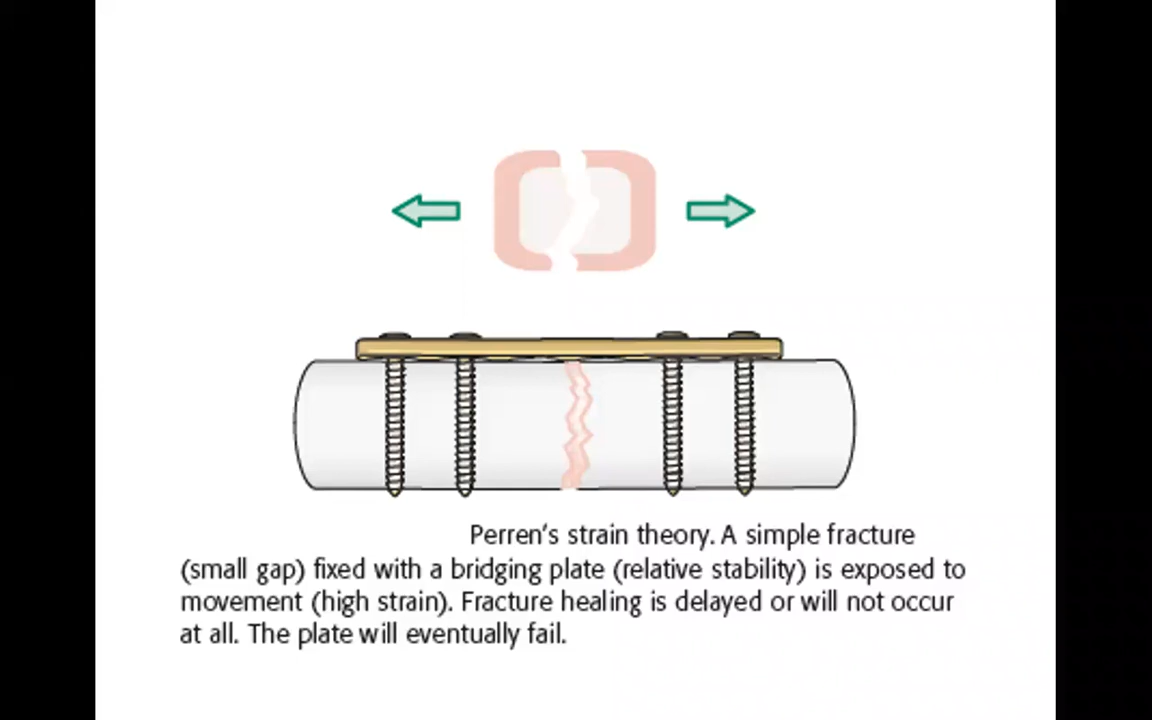 Perren's strain theory. A simple fracture
(small gap) fixed with a bridging plate (relative stability) is exposed to
movement (high strain). Fracture healing is delayed or will not occur
at all. The plate will eventually fail.